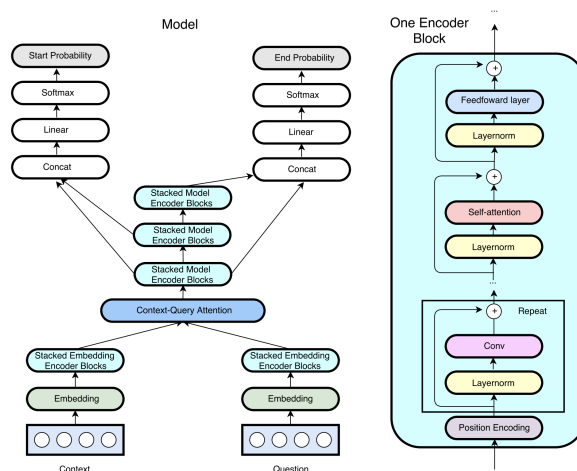 Model
Start Probability
Softmax
Linear
Concat
End Probability
Softmax
Linear
Concat
Stacked Model
Encoder Blocks
Stacked Model
Encoder Blocks
Stacked Model
Encoder Blocks
Context-Query Attention
Stacked Embedding
Encoder Blocks
Stacked Embedding
Encoder Blocks
Embedding
Embedding
Context
Question
One Encoder
Block
...
+
Feedfoward layer
Layernorm
+
Self-attention
Layernorm
...
+
Repeat
Conv
Layernorm
Position Encoding